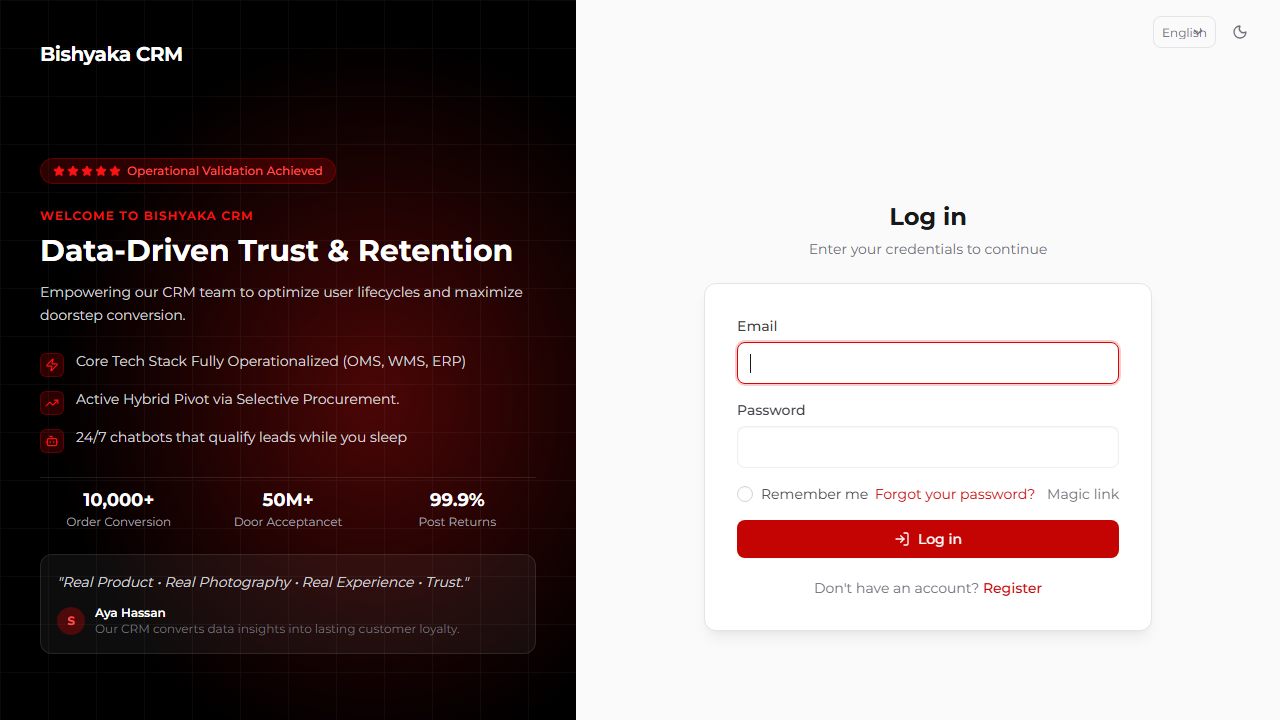 Bishyaka CRM
Operational Validation Achieved
WELCOME TO BISHYAKA CRM
Data-Driven Trust & Retention
Empowering our CRM team to optimize user lifecycles and maximize
doorstep conversion.
Core Tech Stack Fully Operationalized (OMS, WMS, ERP)
Active Hybrid Pivot via Selective Procurement.
24/7 chatbots that qualify leads while you sleep
10,000+ 50M+ 99.9%
Order Conversion Door Acceptancet Post Returns
"Real Product • Real Photography • Real Experience • Trust."
S
Aya Hassan
Our CRM converts data insights into lasting customer loyalty.
English
Log in
Enter your credentials to continue
Email
Password
Remember me Forgot your password? Magic link
Log in
Don't have an account? Register